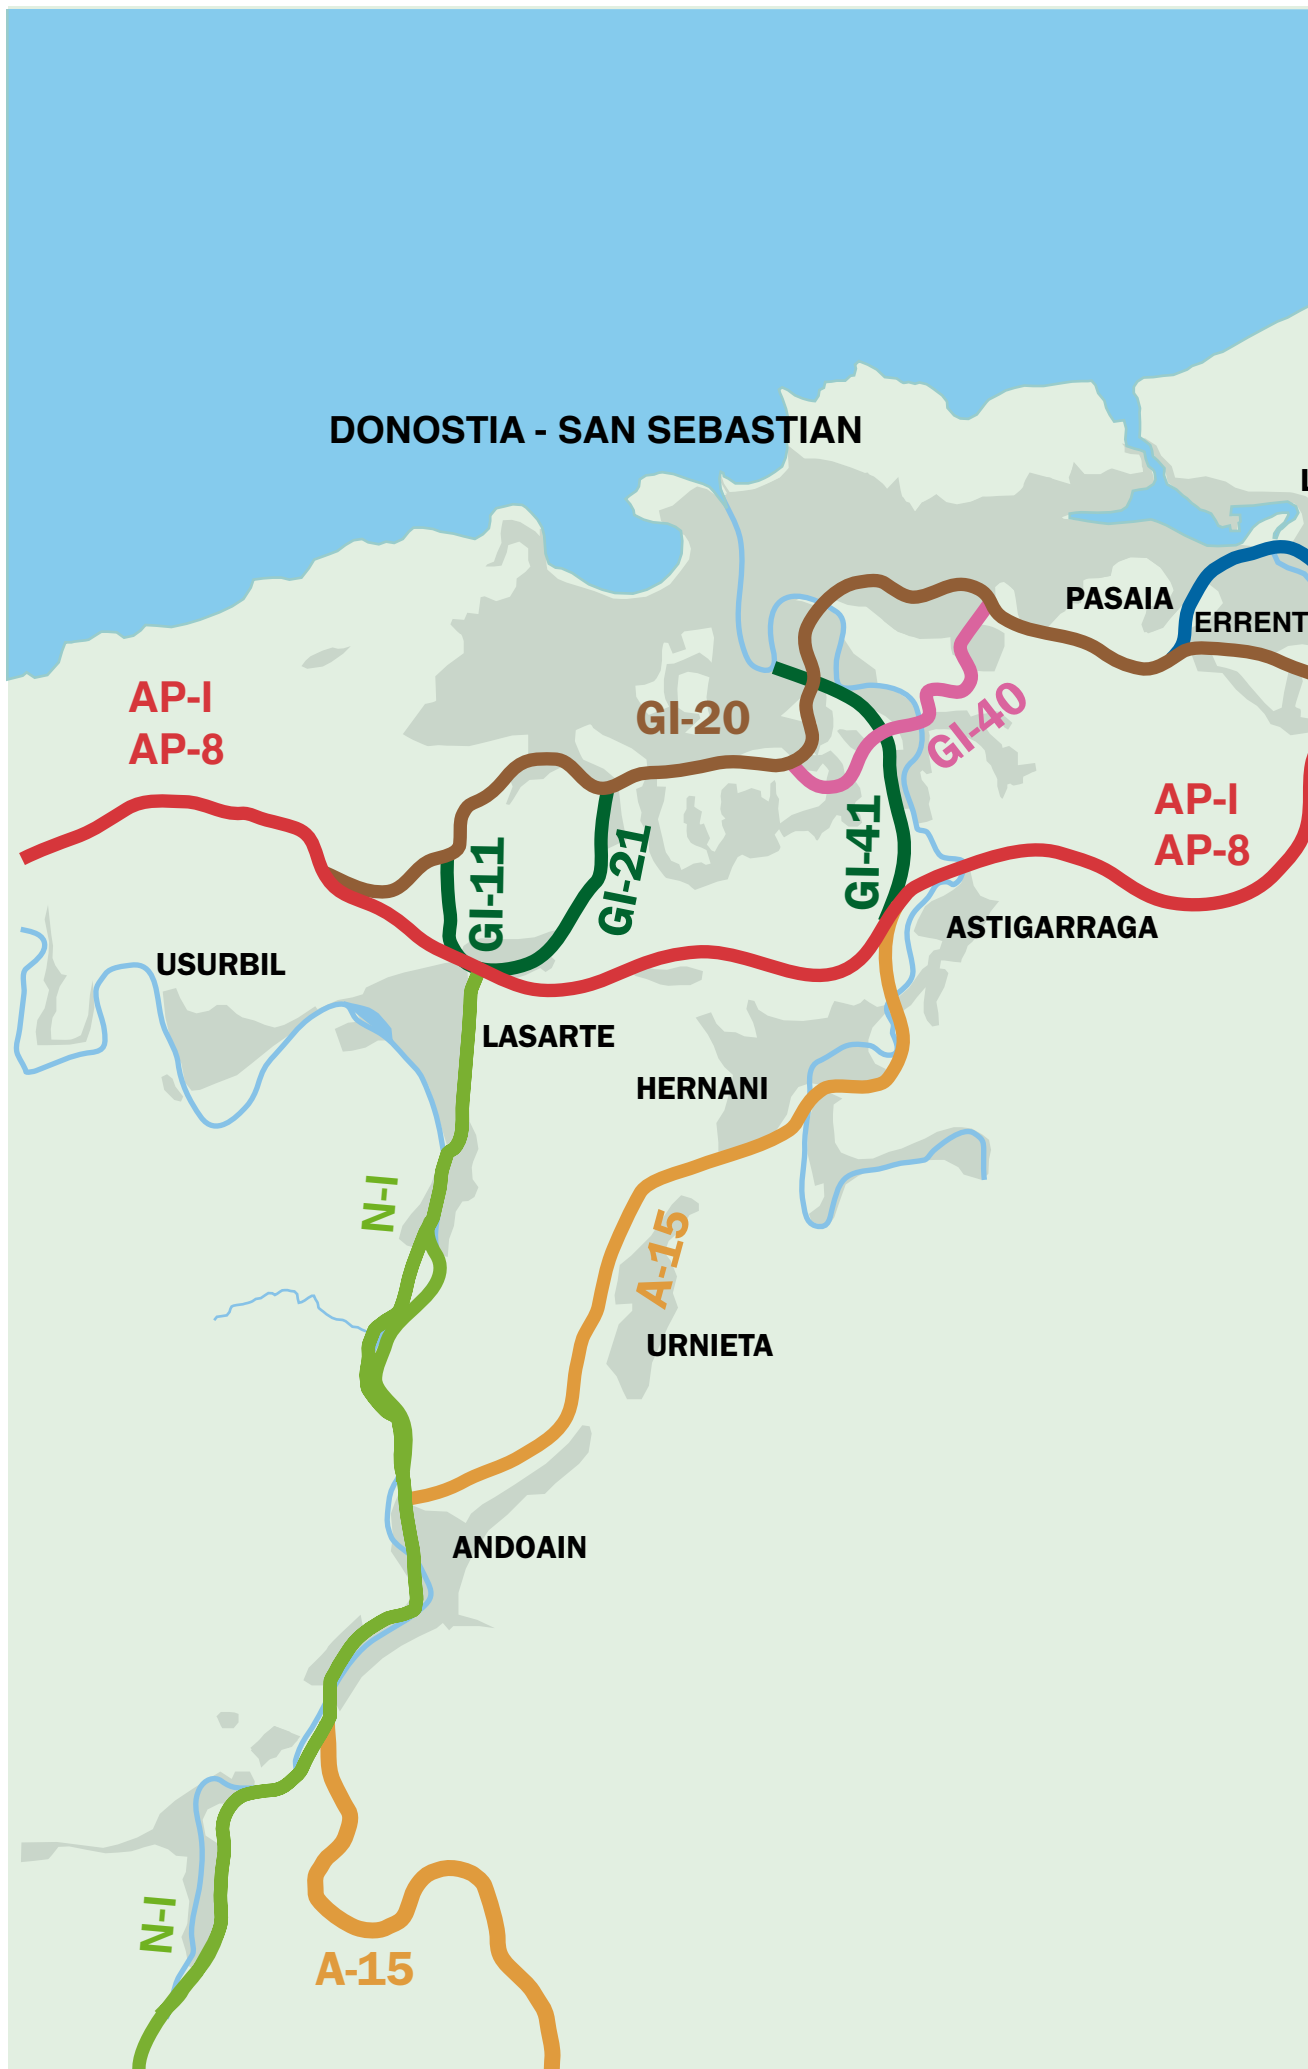 DONOSTIA - SAN SEBASTIAN
L
PASAIA
ERRENT
AP-I
AP-8
GI-20
GI-40
AP-I
AP-8
GI-11
GI-21
GI-41
ASTIGARRAGA
USURBIL
LASARTE
HERNANI
N-I
A-15
URNIETA
ANDOAIN
N-I
A-15